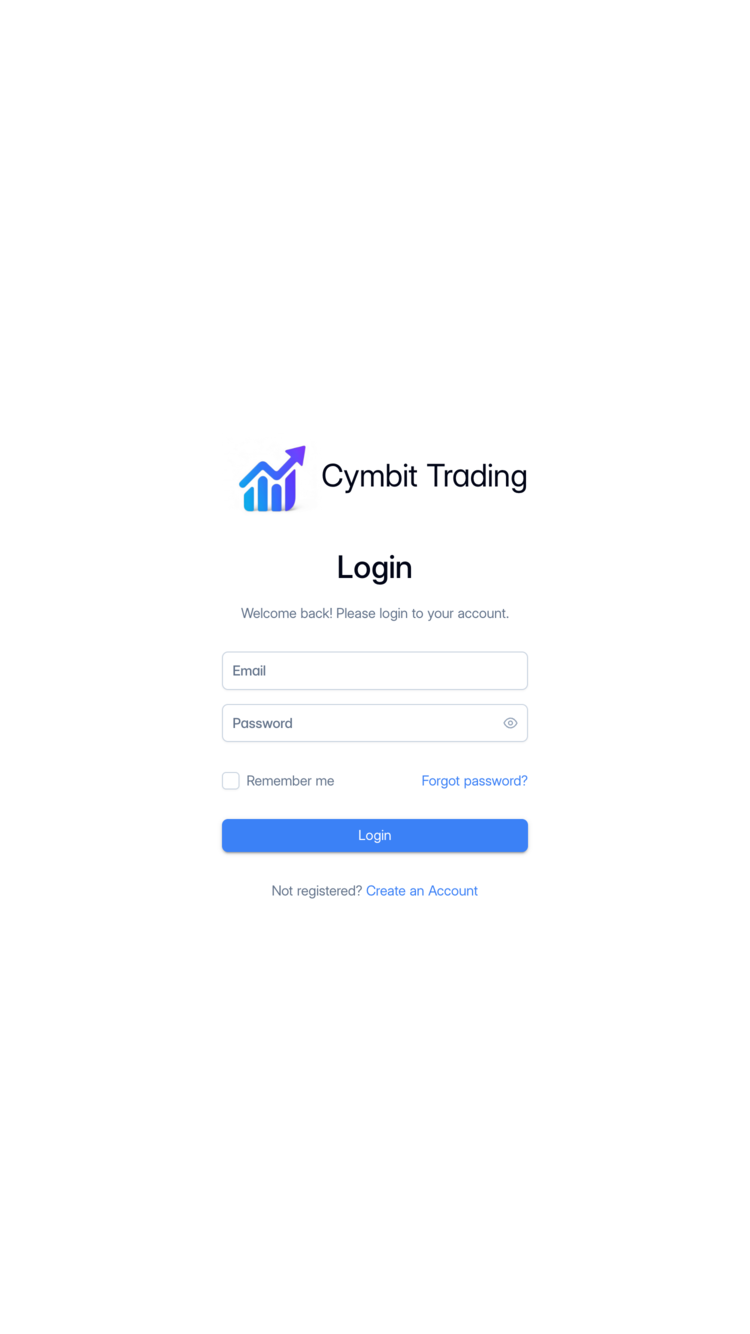 Cymbit Trading
Login
Welcome back! Please login to your account.
Email
Password
Remember me Forgot password?
Login
Not registered? Create an Account